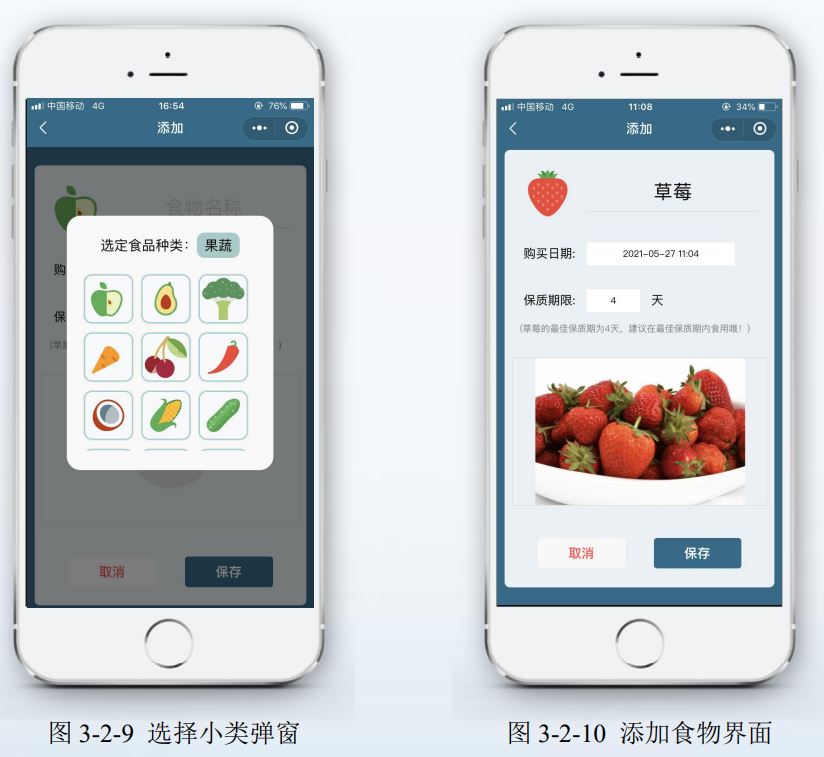 中国移动 4G 16:54 76%
添加
食物名称
选定食品种类: 果蔬
购
保
(苹果
)
取消 保存
图 3-2-9 选择小类弹窗
中国移动 4G 11:08 34%
添加
草莓
购买日期: 2021-05-27 11:04
保质期限: 4 天
(草莓的最佳保质期为4天，建议在最佳保质期内食用哦！)
取消 保存
图 3-2-10 添加食物界面